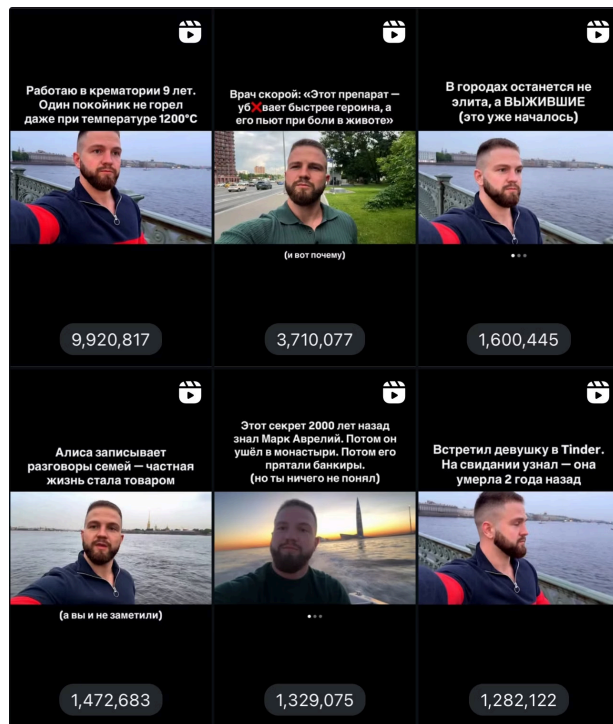 Работаю в крематории 9 лет.
Один покойник не горел
даже при температуре 1200°C
9,920,817
Врач скорой: «Этот препарат —
уб❌вает быстрее героина, а
его пьют при боли в животе»
(и вот почему)
3,710,077
В городах останется не
элита, а ВЫЖИВШИЕ
(это уже началось)
1,600,445
Алиса записывает
разговоры семей — частная
жизнь стала товаром
(а вы и не заметили)
1,472,683
Этот секрет 2000 лет назад
знал Марк Аврелий. Потом он
ушёл в монастыри. Потом его
прятали банкиры.
(но ты ничего не понял)
1,329,075
Встретил девушку в Tinder.
На свидании узнал — она
умерла 2 года назад
1,282,122